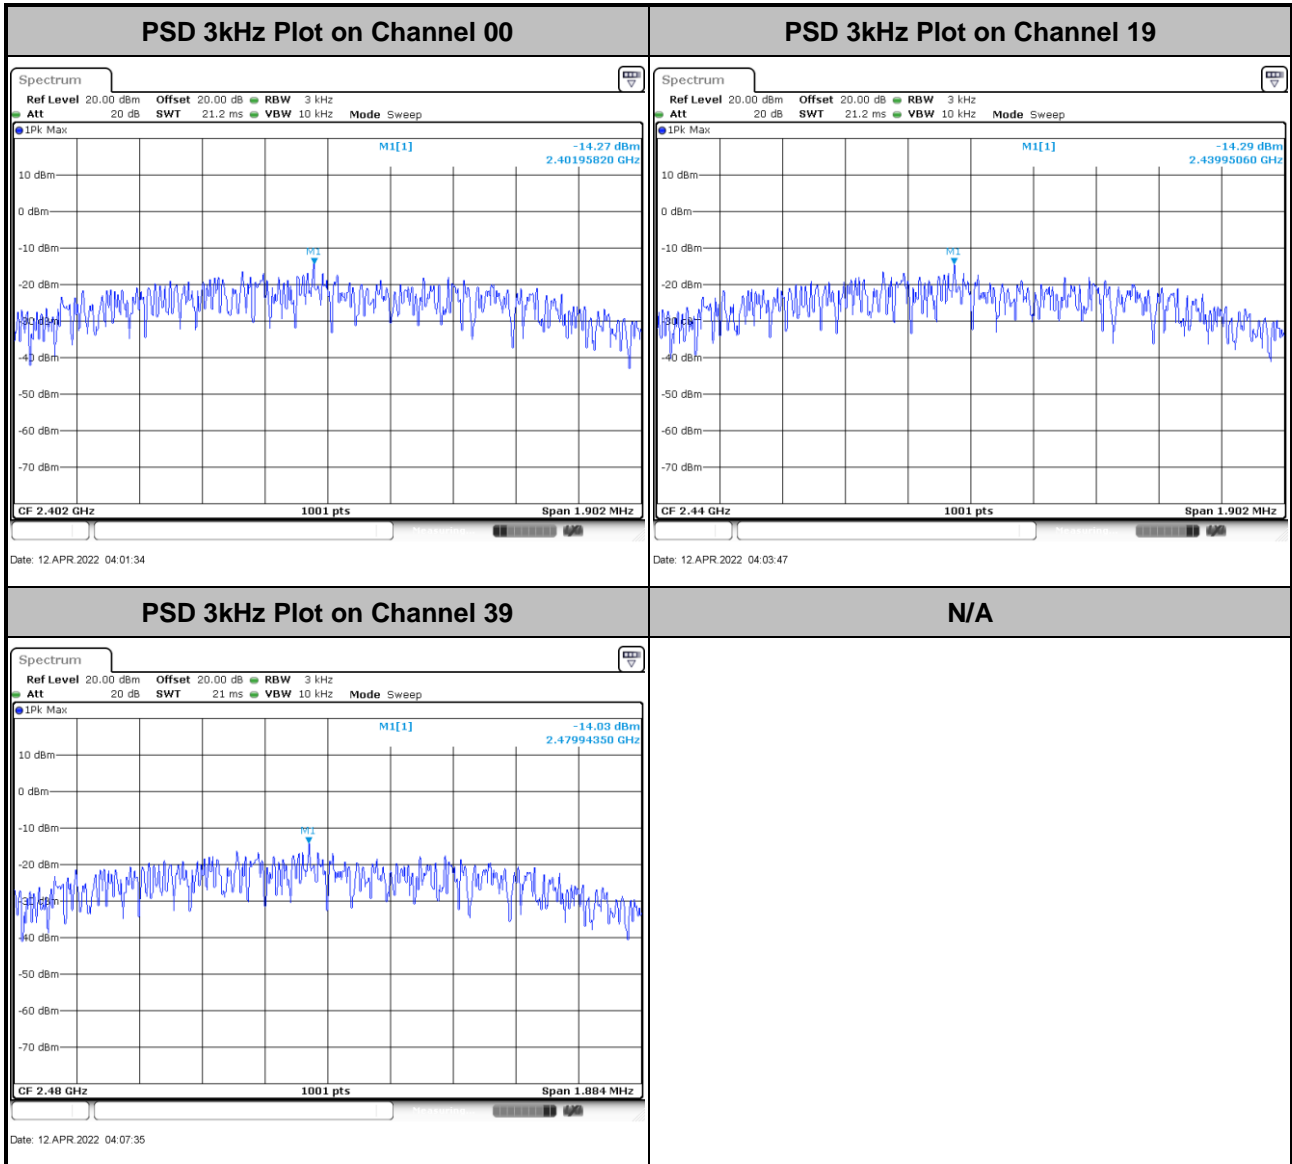 PSD 3kHz Plot on Channel 00
Spectrum
Ref Level 20.00 dBm Offset 20.00 dB RBW 3 kHz
Att 20 dB SWT 21.2 ms VBW 10 kHz Mode Sweep
1Pk Max
M1[1] -14.27 dBm
2.40195820 GHz
10 dBm
0 dBm
-10 dBm
M1
-20 dBm
-30 dBm
-40 dBm
-50 dBm
-60 dBm
-70 dBm
CF 2.402 GHz 1001 pts Span 1.902 MHz
Date: 12.APR.2022 04:01:34
PSD 3kHz Plot on Channel 19
Spectrum
Ref Level 20.00 dBm Offset 20.00 dB RBW 3 kHz
Att 20 dB SWT 21.2 ms VBW 10 kHz Mode Sweep
1Pk Max
M1[1] -14.29 dBm
2.43995060 GHz
10 dBm
0 dBm
-10 dBm
M1
-20 dBm
-40 dBm
-50 dBm
-60 dBm
-70 dBm
CF 2.44 GHz 1001 pts Span 1.902 MHz
Measuring
Date: 12.APR.2022 04:03:47
PSD 3kHz Plot on Channel 39
Spectrum
Ref Level 20.00 dBm Offset 20.00 dB RBW 3 kHz
Att 20 dB SWT 21 ms VBW 10 kHz Mode Sweep
1Pk Max
M1[1] -14.03 dBm
2.47994350 GHz
10 dBm
0 dBm
-10 dBm
M1
-20 dBm
-30 dBm
-40 dBm
-50 dBm
-60 dBm
-70 dBm
CF 2.48 GHz 1001 pts Span 1.884 MHz
Measuring
Date: 12.APR.2022 04:07:35
N/A